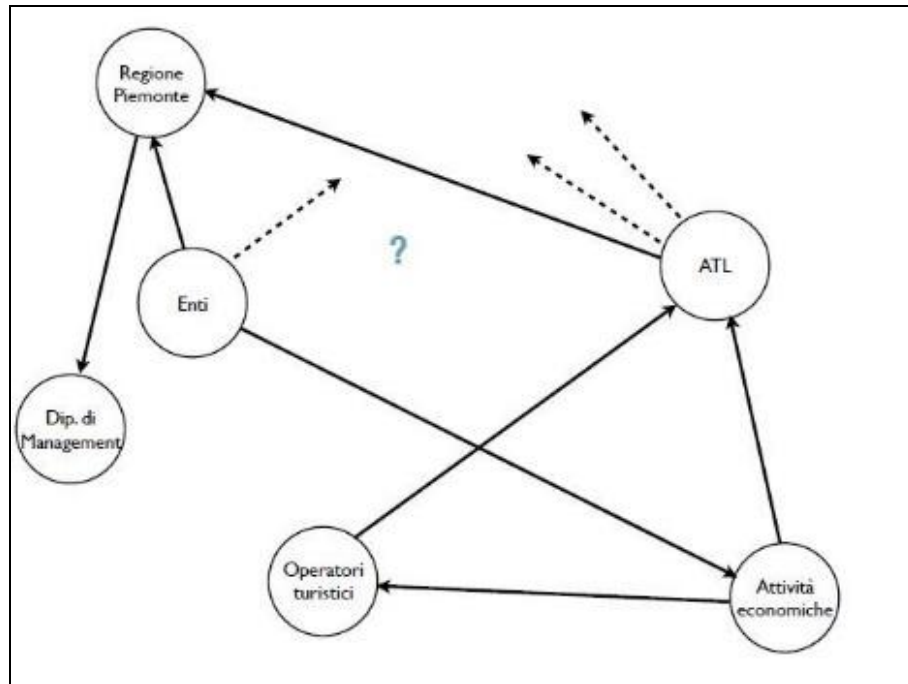 Regione
Piemonte
?
ATL
Enti
Dip. di
Management
Operatori
turistici
Attività
economiche